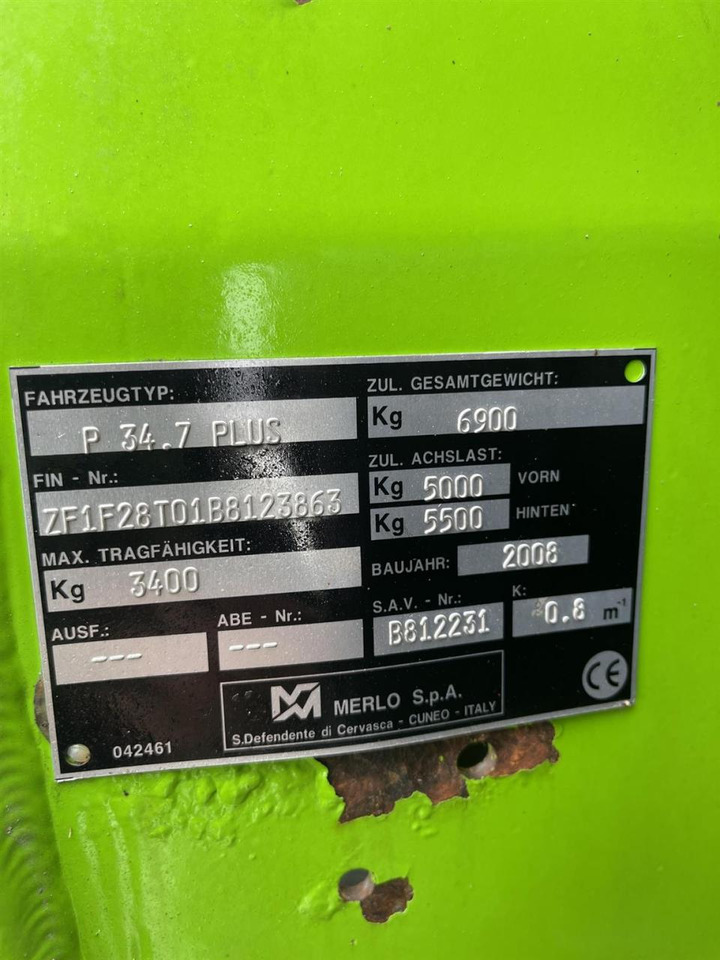 FAHRZEUGTYP:
P 34.7 PLUS
FIN - Nr.:
ZF1F28T01B8123863
MAX. TRAGFÄHIGKEIT:
Kg 3400
AUSF.:
---
ABE - Nr.:
---
ZUL. GESAMTGEWICHT:
Kg 6900
ZUL. ACHSLAST:
Kg 5000 VORN
Kg 5500 HINTEN
BAUJAHR: 2008
S.A.V. - Nr.:
B812231
K:
0.8 m-1
MERLO S.p.A.
S.Defendente di Cervasca - CUNEO - ITALY
CE
042461